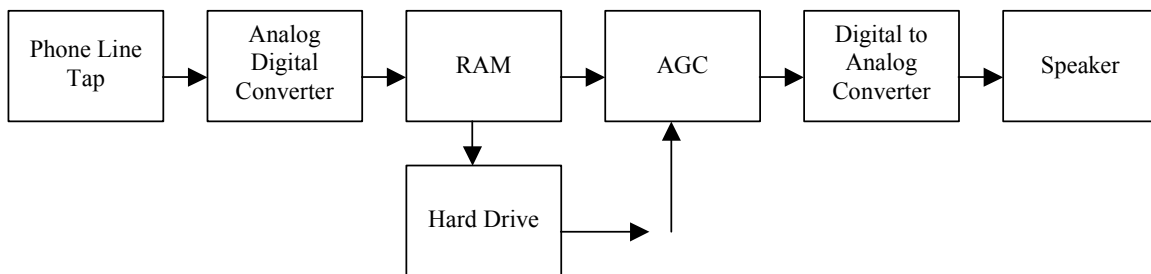 Phone Line
Tap
Analog
Digital
Converter
RAM
AGC
Digital to
Analog
Converter
Speaker
Hard Drive